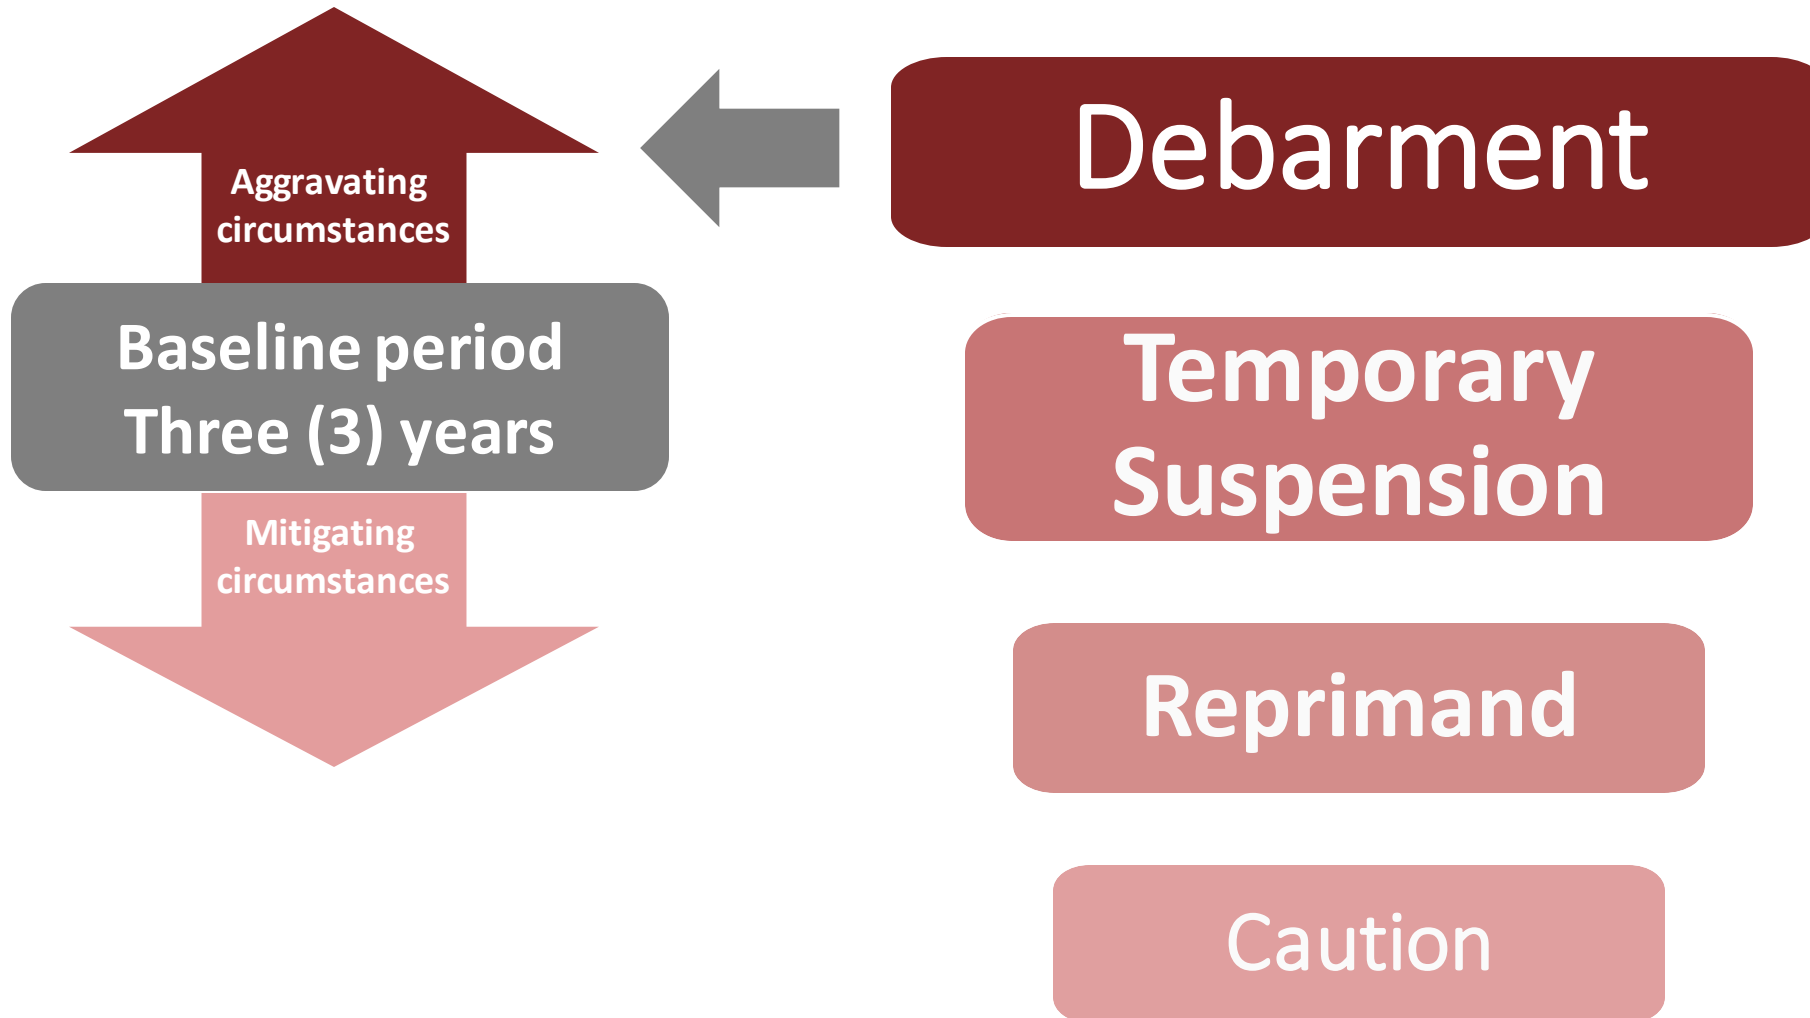 Aggravating
circumstances
Baseline period
Three (3) years
Mitigating
circumstances
Debarment
Temporary
Suspension
Reprimand
Caution